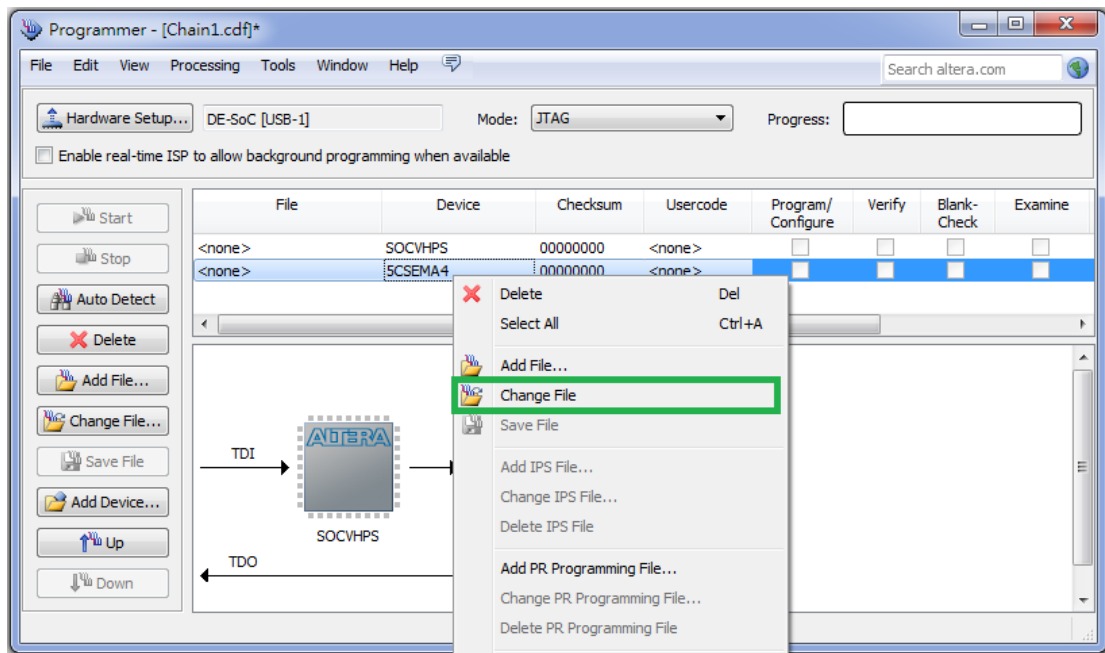 Programmer - [Chain1.cdf]*
File Edit View Processing Tools Window Help Search altera.com
Hardware Setup... DE-SoC [USB-1] Mode: JTAG Progress:
Enable real-time ISP to allow background programming when available
Start
Stop
Auto Detect
Delete
Add File...
Change File...
Save File
Add Device...
Up
Down
File Device Checksum Usercode Program/ Verify Blank- Examine
Configure Check
<none> SOCVHPS 00000000 <none>
<none> 5CSEMA4 00000000 <none>
Delete Del
Select All Ctrl+A
Add File...
Change File
Save File
Add IPS File...
Change IPS File...
Delete IPS File
Add PR Programming File...
Change PR Programming File...
Delete PR Programming File
TDI
ALTERA
SOCVHPS
TDO